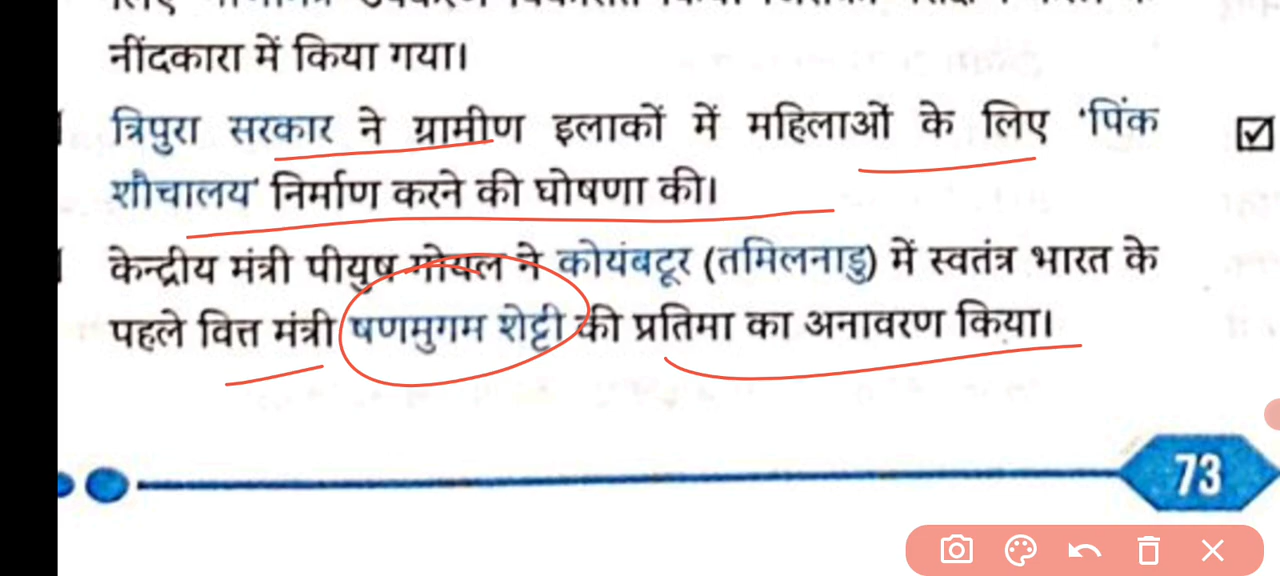 नींदकारा में किया गया।
त्रिपुरा सरकार ने ग्रामीण इलाकों में महिलाओं के लिए 'पिंक
शौचालय' निर्माण करने की घोषणा की।
केन्द्रीय मंत्री पीयुष गोयल ने कोयंबटूर (तमिलनाडु) में स्वतंत्र भारत के
पहले वित्त मंत्री षणमुगम शेट्टी की प्रतिमा का अनावरण किया।
73